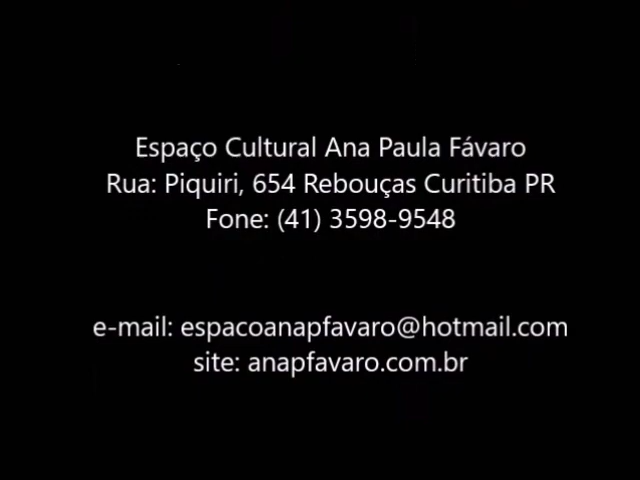 Espaço Cultural Ana Paula Fávaro
Rua: Piquiri, 654 Rebouças Curitiba PR
Fone: (41) 3598-9548
e-mail: espacoanapfavaro@hotmail.com
site: anapfavaro.com.br